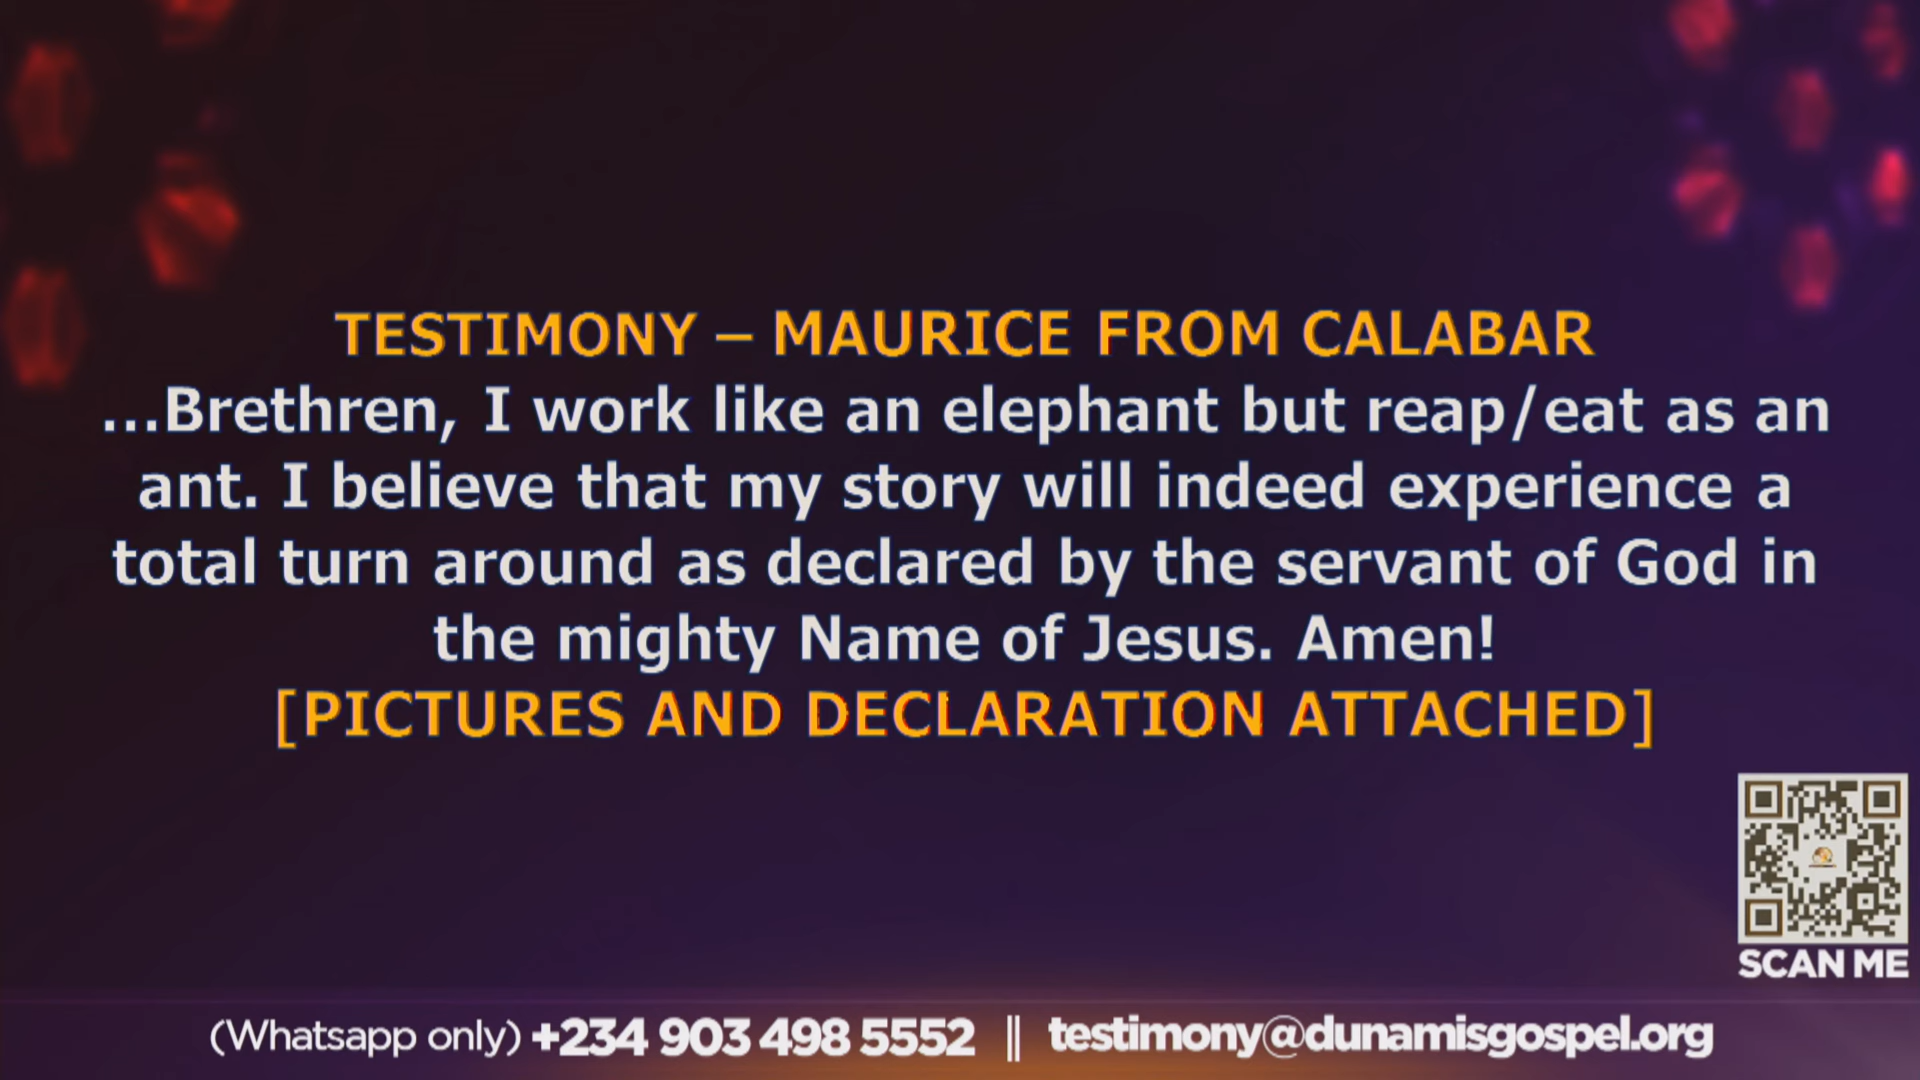 TESTIMONY – MAURICE FROM CALABAR
...Brethren, I work like an elephant but reap/eat as an
ant. I believe that my story will indeed experience a
total turn around as declared by the servant of God in
the mighty Name of Jesus. Amen!
[PICTURES AND DECLARATION ATTACHED]
SCAN ME
(Whatsapp only) +234 903 498 5552 || testimony@dunamisgospel.org